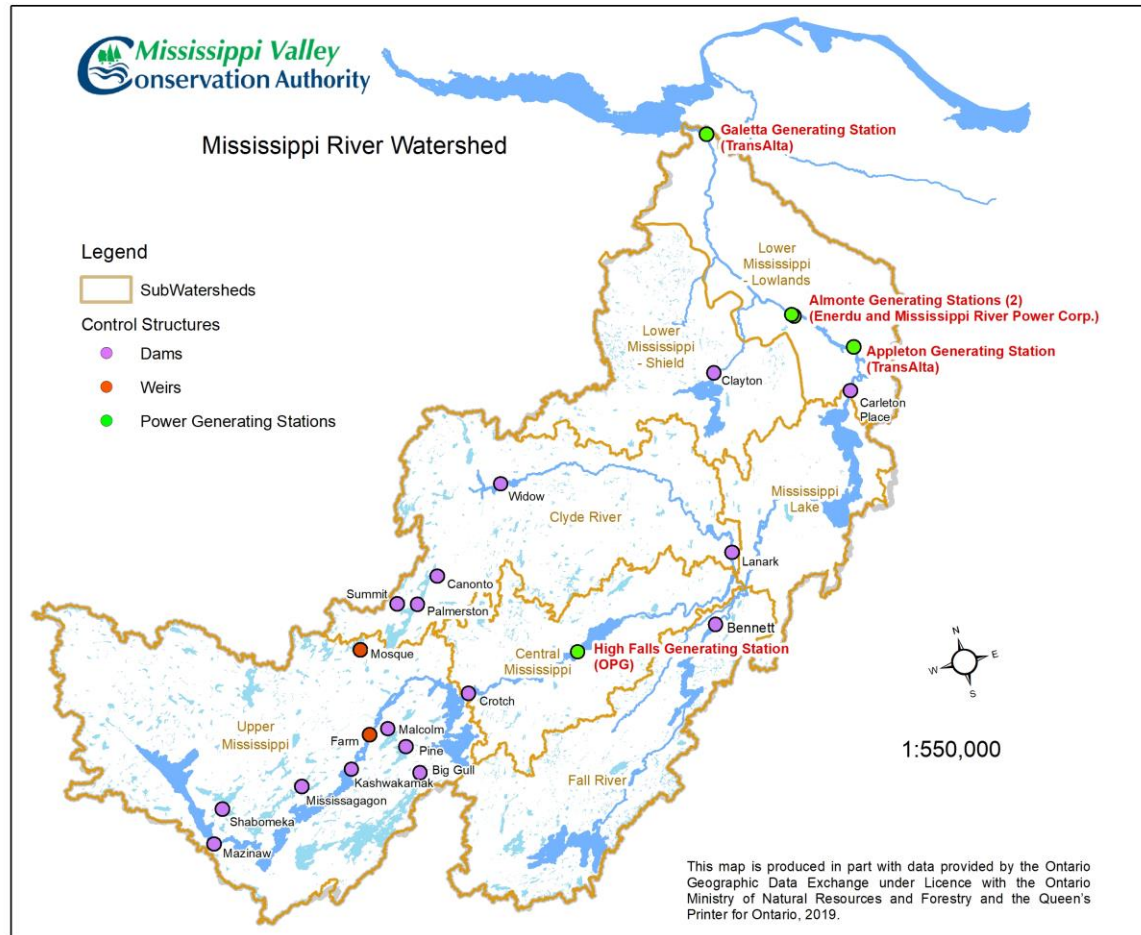 Mississippi Valley
Conservation Authority
Mississippi River Watershed
Galetta Generating Station
(TransAlta)
Legend
SubWatersheds
Control Structures
Dams
Weirs
Power Generating Stations
Lower
Mississippi
- Lowlands
Almonte Generating Stations (2)
(Enerdu and Mississippi River Power Corp.)
Lower
Mississippi
- Shield
Appleton Generating Station
(TransAlta)
Clayton
Carleton
Place
Widow
Clyde River
Mississippi
Lake
Lanark
Canonto
Summit
Palmerston
Bennett
Mosque
Central
Mississippi
High Falls Generating Station
(OPG)
N
W
E
S
Crotch
Upper
Mississippi
Malcolm
Farm
Pine
Big Gull
Kashwakamak
Mississagagon
Fall River
1:550,000
Shabomeka
Mazinaw
This map is produced in part with data provided by the Ontario
Geographic Data Exchange under Licence with the Ontario
Ministry of Natural Resources and Forestry and the Queen's
Printer for Ontario, 2019.